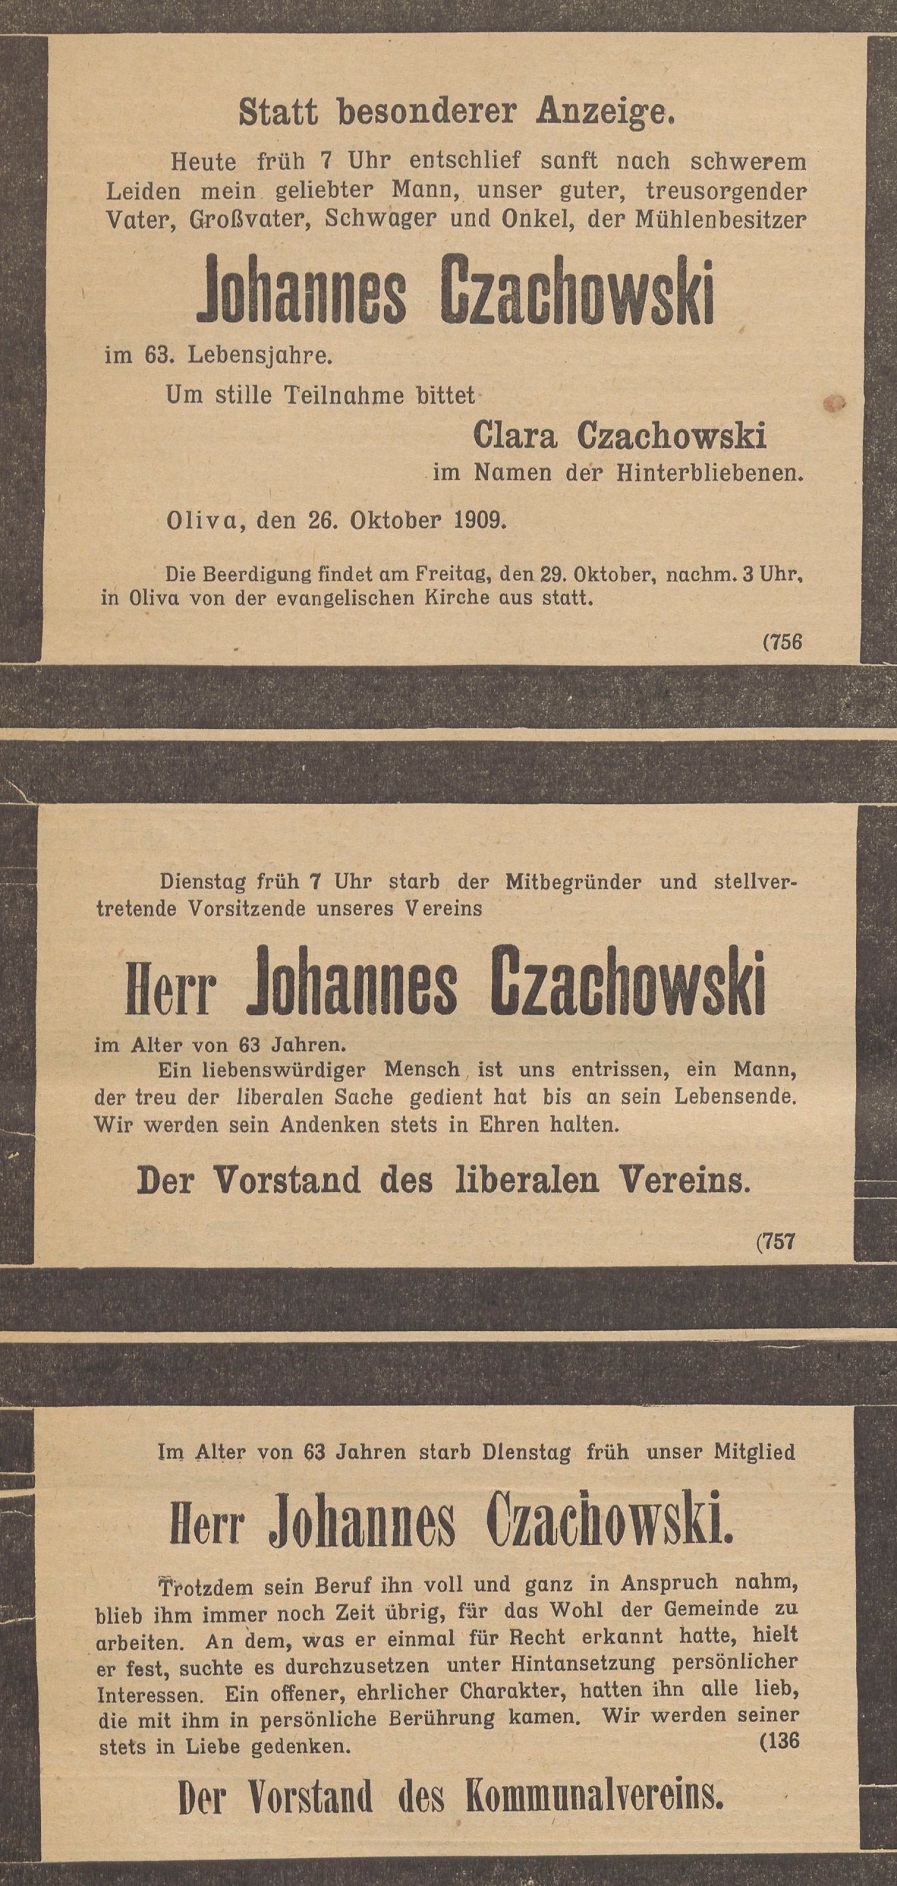 Statt besonderer Anzeige.
Heute früh 7 Uhr entschlief sanft nach schwerem
Leiden mein geliebter Mann, unser guter, treusorgender
Vater, Großvater, Schwager und Onkel, der Mühlenbesitzer
Johannes Czachowski
im 63. Lebensjahre.
Um stille Teilnahme bittet
Clara Czachowski
im Namen der Hinterbliebenen.
Oliva, den 26. Oktober 1909.
Die Beerdigung findet am Freitag, den 29. Oktober, nachm. 3 Uhr,
in Oliva von der evangelischen Kirche aus statt.
(756
Dienstag früh 7 Uhr starb der Mitbegründer und stellver-
tretende Vorsitzende unseres Vereins
Herr Johannes Czachowski
im Alter von 63 Jahren.
Ein liebenswürdiger Mensch ist uns entrissen, ein Mann,
der treu der liberalen Sache gedient hat bis an sein Lebensende.
Wir werden sein Andenken stets in Ehren halten.
Der Vorstand des liberalen Vereins.
(757
Im Alter von 63 Jahren starb Dienstag früh unser Mitglied
Herr Johannes Czachowski.
Trotzdem sein Beruf ihn voll und ganz in Anspruch nahm,
blieb ihm immer noch Zeit übrig, für das Wohl der Gemeinde zu
arbeiten. An dem, was er einmal für Recht erkannt hatte, hielt
er fest, suchte es durchzusetzen unter Hintansetzung persönlicher
Interessen. Ein offener, ehrlicher Charakter, hatten ihn alle lieb,
die mit ihm in persönliche Berührung kamen. Wir werden seiner
stets in Liebe gedenken. (136
Der Vorstand des Kommunalvereins.